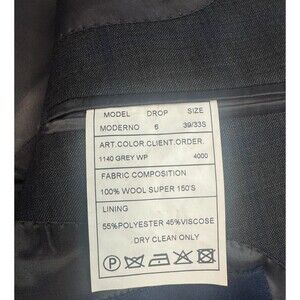 MODEL DROP SIZE
MODERNO 6 39/33S
ART.COLOR.CLIENT.ORDER.
1140 GREY WP 4000
FABRIC COMPOSITION
100% WOOL SUPER 150'S
LINING
55%POLYESTER 45%VISCOSE
DRY CLEAN ONLY
P